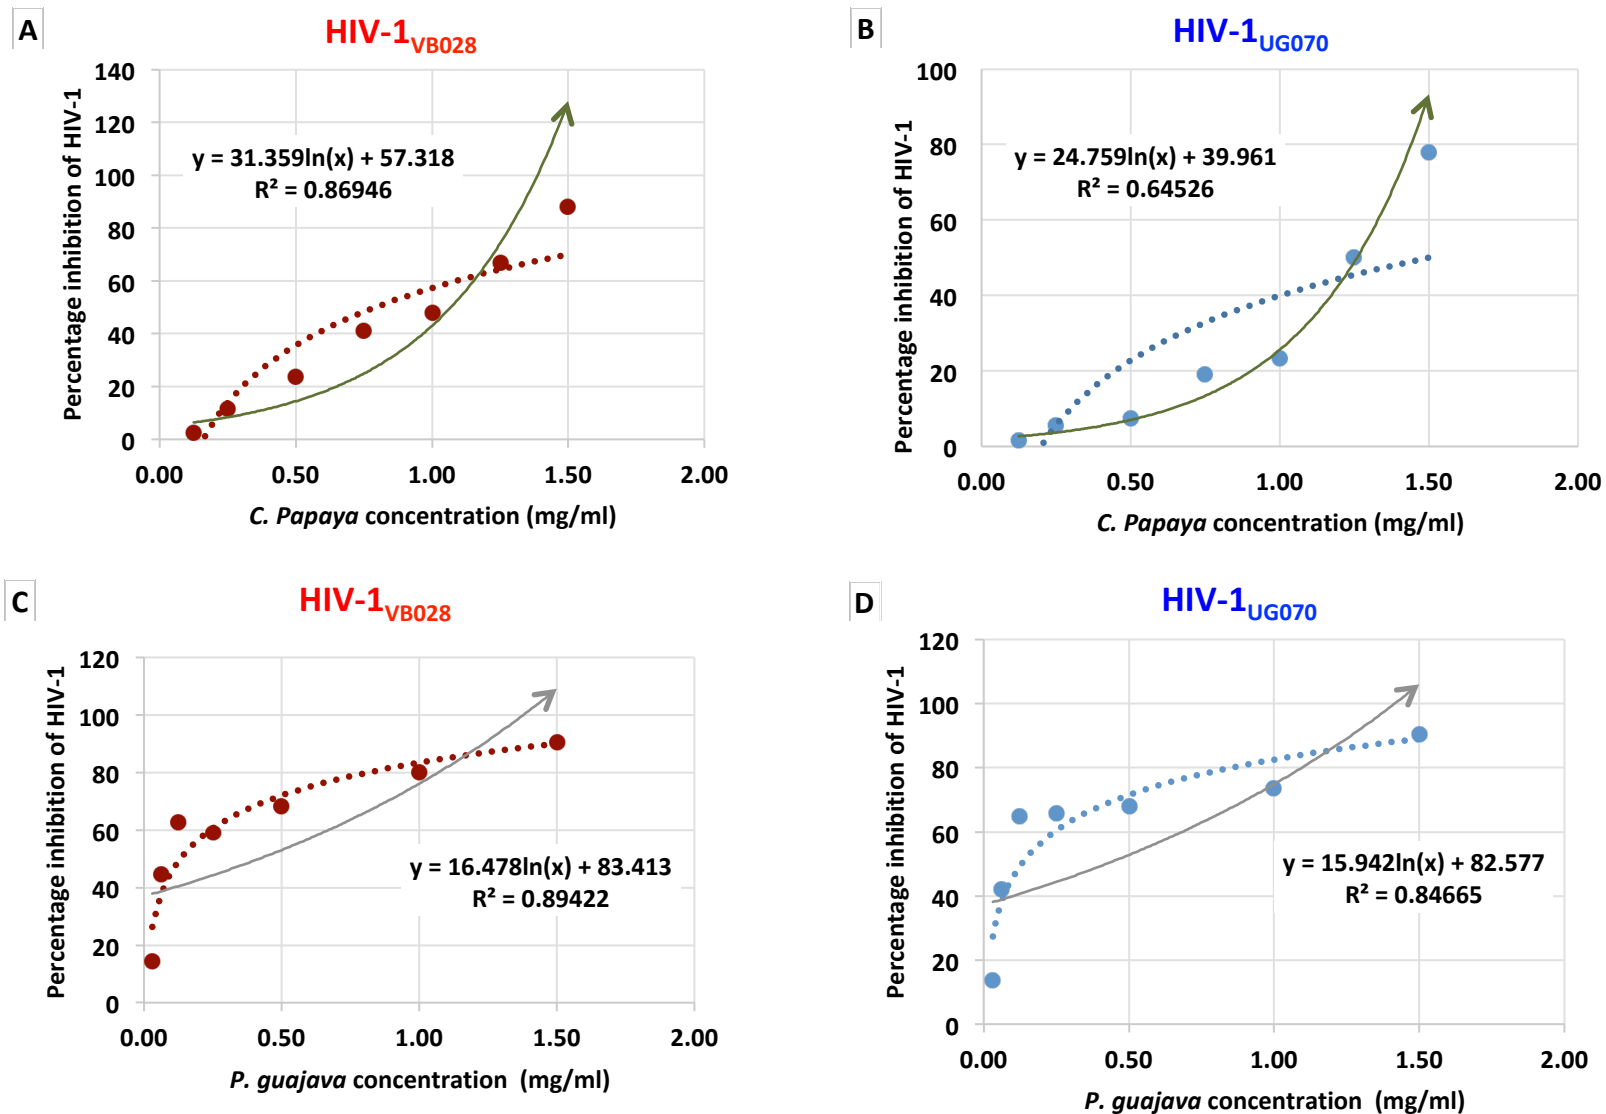 A
HIV-1VB028
Percentage inhibition of HIV-1
140
120
100
80
60
40
20
0
y = 31.359ln(x) + 57.318
R² = 0.86946
0.00 0.50 1.00 1.50 2.00
C. Papaya concentration (mg/ml)
B
HIV-1UG070
Percentage inhibition of HIV-1
100
80
60
40
20
0
y = 24.759ln(x) + 39.961
R² = 0.64526
0.00 0.50 1.00 1.50 2.00
C. Papaya concentration (mg/ml)
C
HIV-1VB028
Percentage inhibition of HIV-1
120
100
80
60
40
20
0
y = 16.478ln(x) + 83.413
R² = 0.89422
0.00 0.50 1.00 1.50 2.00
P. guajava concentration (mg/ml)
D
HIV-1UG070
Percentage inhibition of HIV-1
120
100
80
60
40
20
0
y = 15.942ln(x) + 82.577
R² = 0.84665
0.00 0.50 1.00 1.50 2.00
P. guajava concentration (mg/ml)